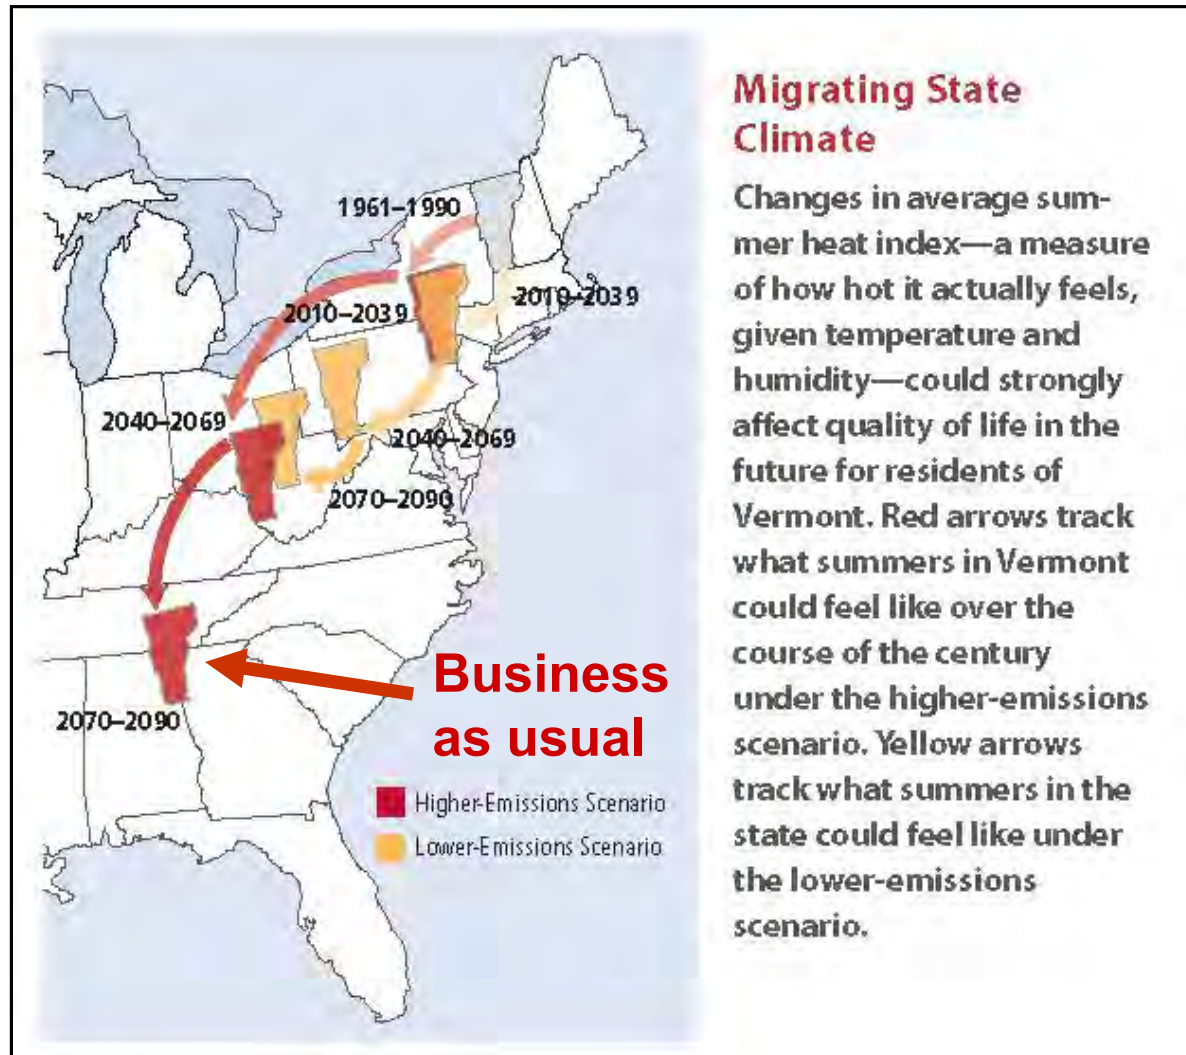 1961–1990
2010–2039
2010–2039
2040–2069
2040–2069
2070–2090
2070–2090
Business
as usual
Higher-Emissions Scenario
Lower-Emissions Scenario
Migrating State
Climate
Changes in average sum-
mer heat index—a measure
of how hot it actually feels,
given temperature and
humidity—could strongly
affect quality of life in the
future for residents of
Vermont. Red arrows track
what summers in Vermont
could feel like over the
course of the century
under the higher-emissions
scenario. Yellow arrows
track what summers in the
state could feel like under
the lower-emissions
scenario.